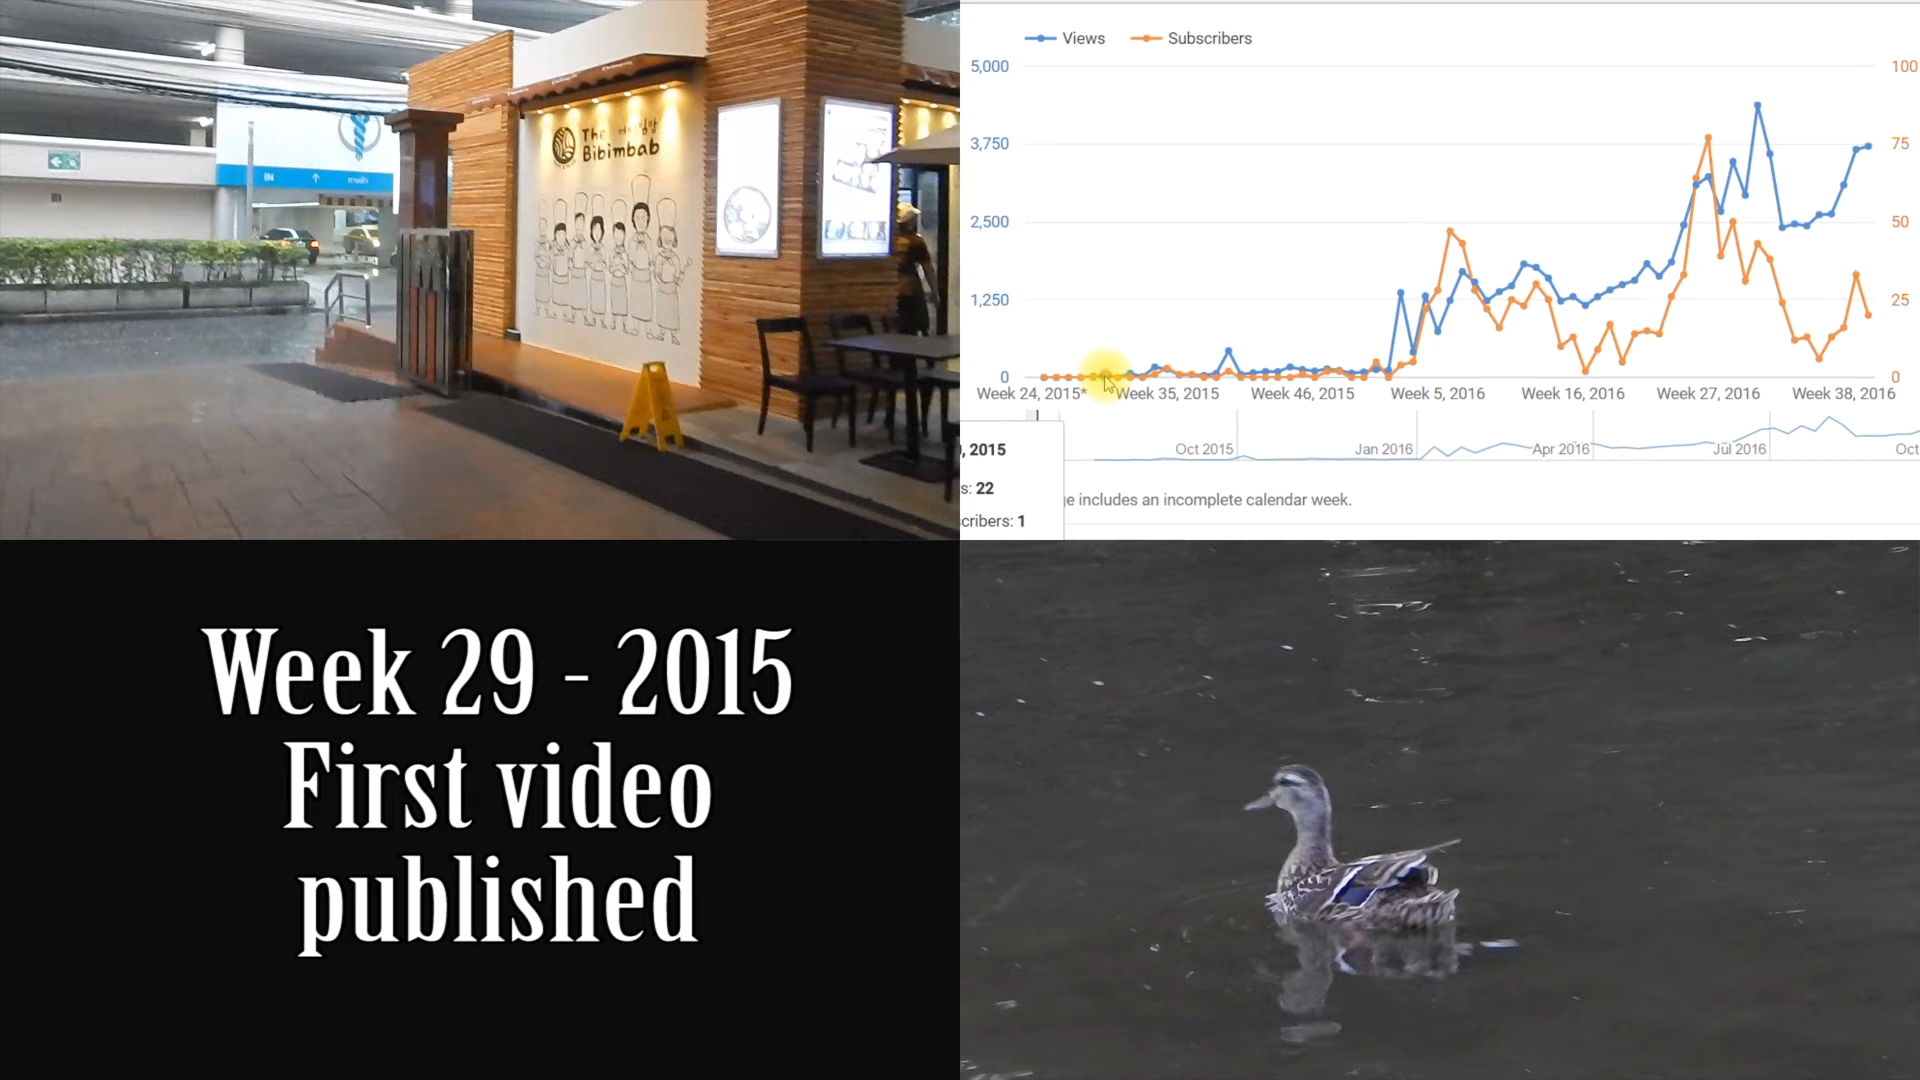 The
Bibimbab
IN
Views
Subscribers
5,000
100
3,750
75
2,500
50
1,250
25
0
0
Week 24, 2015*
Week 35, 2015
Week 46, 2015
Week 5, 2016
Week 16, 2016
Week 27, 2016
Week 38, 2016
Oct 2015
Jan 2016
Apr 2016
Jul 2016
Oct
, 2015
s: 22
cribers: 1
e includes an incomplete calendar week.
Week 29 - 2015
First video
published